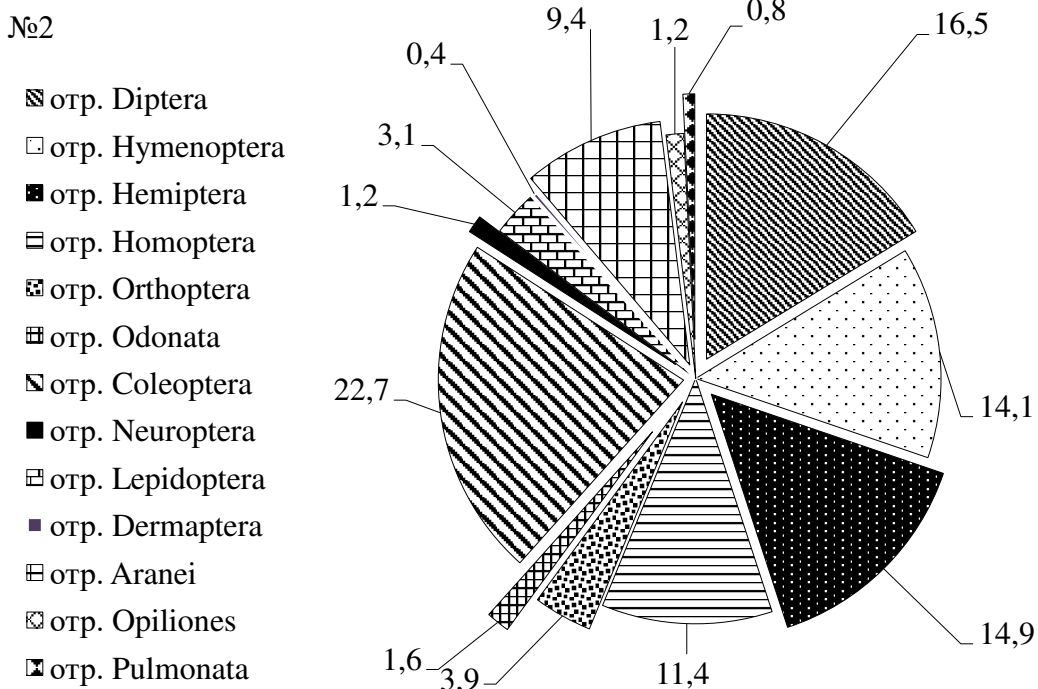 №2
отр. Diptera
отр. Hymenoptera
отр. Hemiptera
отр. Homoptera
отр. Orthoptera
отр. Odonata
отр. Coleoptera
отр. Neuroptera
отр. Lepidoptera
отр. Dermaptera
отр. Aranei
отр. Opiliones
отр. Pulmonata
16,5
14,1
14,9
11,4
3,9
1,6
22,7
1,2
3,1
0,4
9,4
1,2
0,8